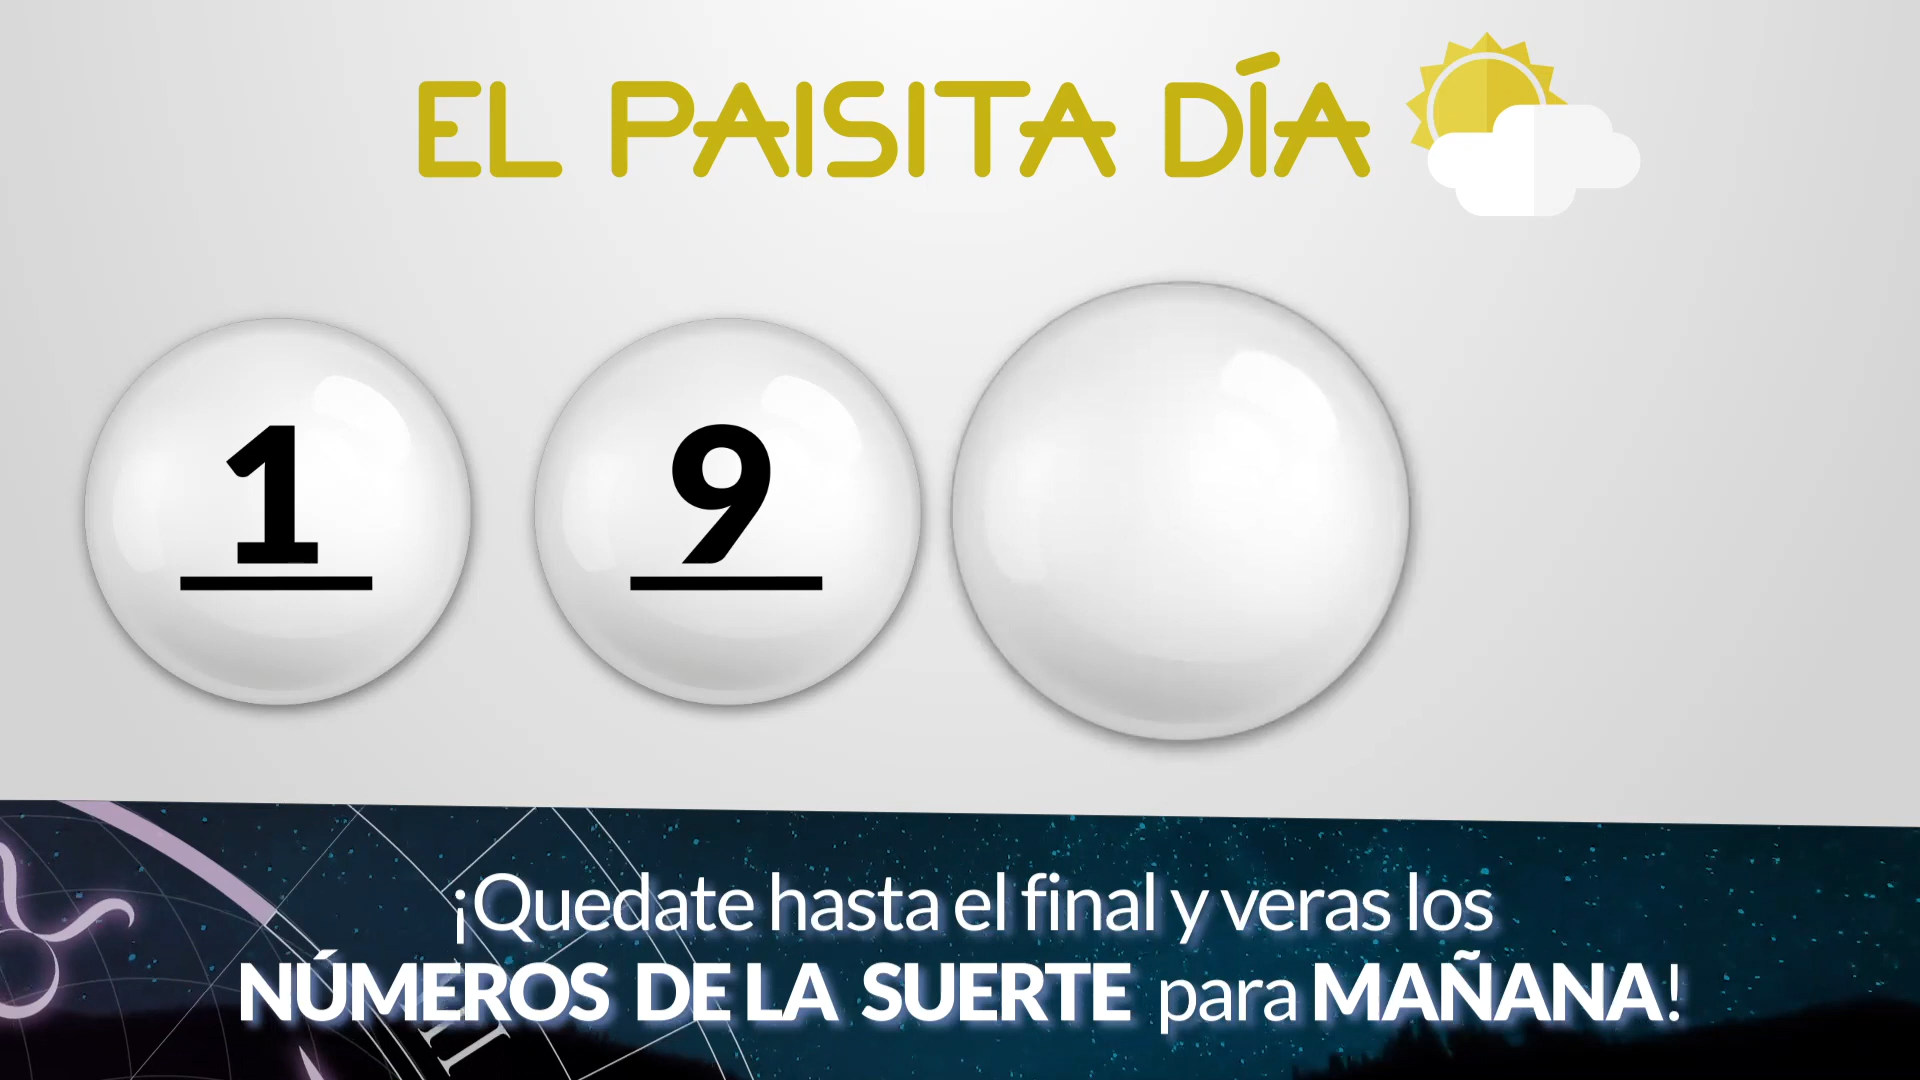 EL PAISITA DÍA
1 9
¡Quedate hasta el final y veras los
NÚMEROS DE LA SUERTE para MAÑANA!